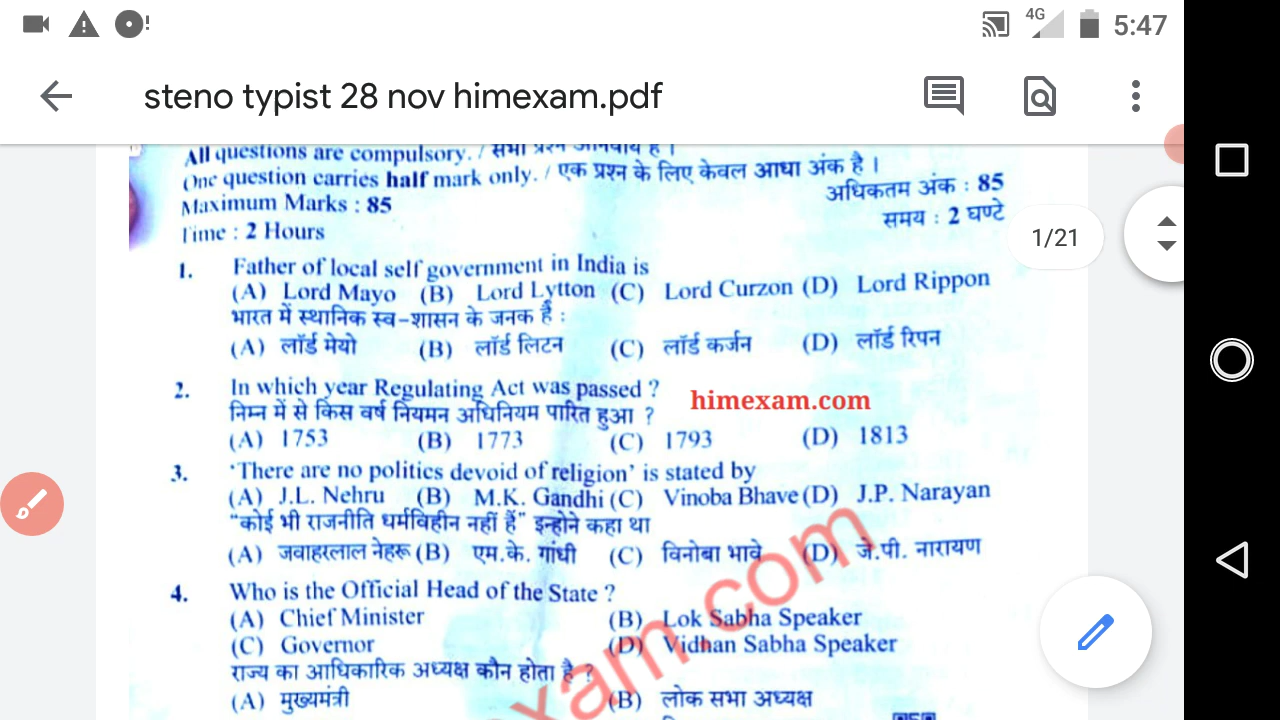 4G 5:47
steno typist 28 nov himexam.pdf
All questions are compulsory. / सभी प्रश्न अनिवार्य हैं ।
One question carries half mark only. / एक प्रश्न के लिए केवल आधा अंक है ।
Maximum Marks : 85 अधिकतम अंक : 85
Time : 2 Hours समय : 2 घण्टे
1/21
1. Father of local self government in India is
(A) Lord Mayo (B) Lord Lytton (C) Lord Curzon (D) Lord Rippon
भारत में स्थानिक स्व-शासन के जनक हैं :
(A) लॉर्ड मेयो (B) लॉर्ड लिटन (C) लॉर्ड कर्जन (D) लॉर्ड रिपन
2. In which year Regulating Act was passed ?
himexam.com
निम्न में से किस वर्ष नियमन अधिनियम पारित हुआ ?
(A) 1753 (B) 1773 (C) 1793 (D) 1813
3. 'There are no politics devoid of religion' is stated by
(A) J.L. Nehru (B) M.K. Gandhi (C) Vinoba Bhave (D) J.P. Narayan
"कोई भी राजनीति धर्मविहीन नहीं हैं" इन्होने कहा था
(A) जवाहरलाल नेहरू (B) एम.के. गांधी (C) विनोबा भावे (D) जे.पी. नारायण
4. Who is the Official Head of the State ?
(A) Chief Minister (B) Lok Sabha Speaker
(C) Governor (D) Vidhan Sabha Speaker
राज्य का आधिकारिक अध्यक्ष कौन होता है ?
(A) मुख्यमंत्री (B) लोक सभा अध्यक्ष
exam.com